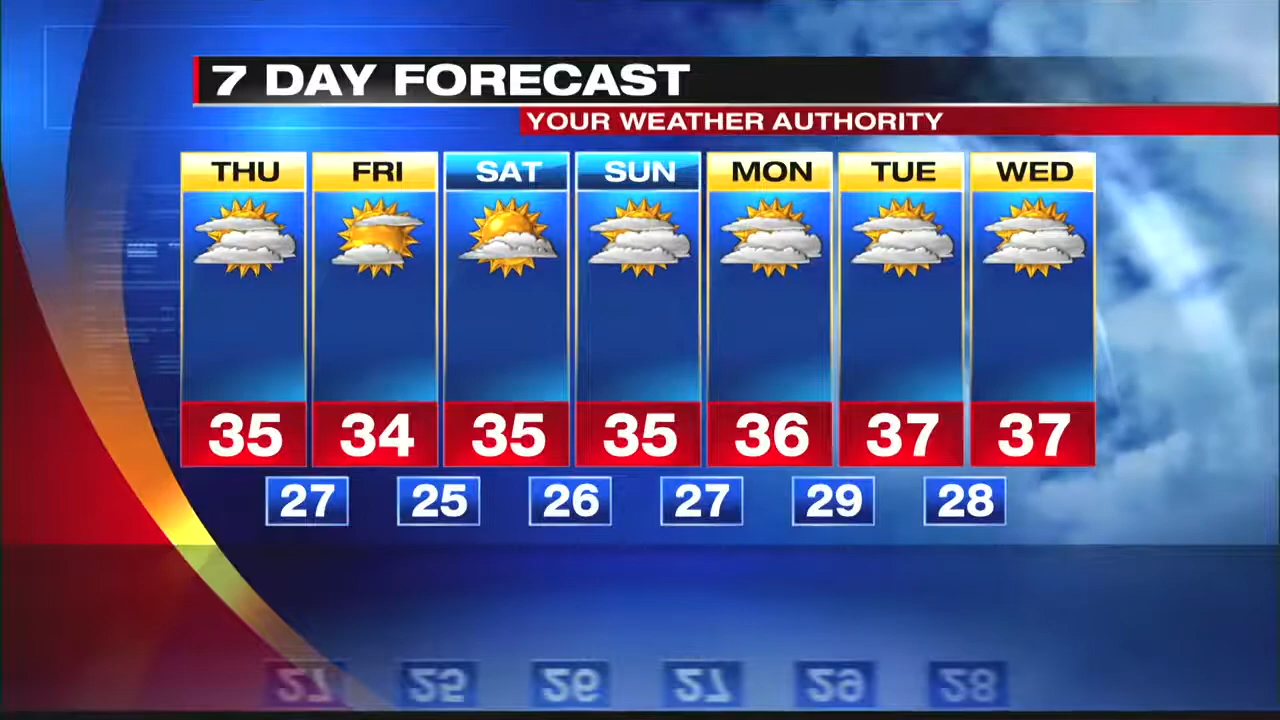 7 DAY FORECAST
YOUR WEATHER AUTHORITY
THU FRI SAT SUN MON TUE WED
35 34 35 35 36 37 37
27 25 26 27 29 28